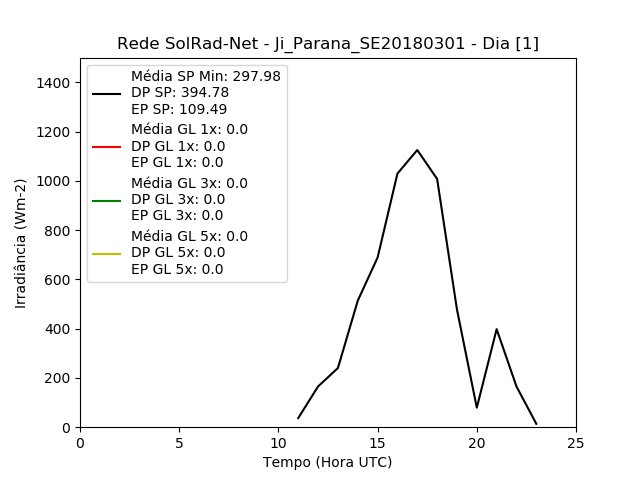 Rede SolRad-Net - Ji_Parana_SE20180301 - Dia [1]
Média SP Min: 297.98
DP SP: 394.78
EP SP: 109.49
Média GL 1x: 0.0
DP GL 1x: 0.0
EP GL 1x: 0.0
Média GL 3x: 0.0
DP GL 3x: 0.0
EP GL 3x: 0.0
Média GL 5x: 0.0
DP GL 5x: 0.0
EP GL 5x: 0.0
Irradiância (Wm-2)
1400
1200
1000
800
600
400
200
0
0 5 10 15 20 25
Tempo (Hora UTC)